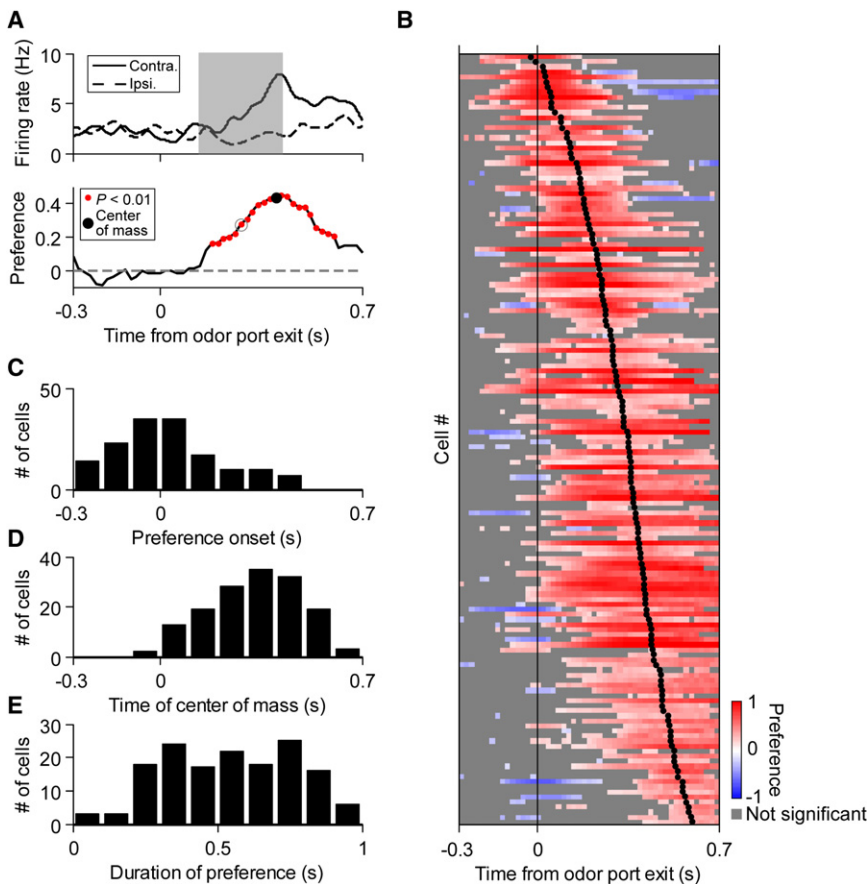 A
Firing rate (Hz)
10
5
0
Contra.
Ipsi.
Preference
0.4
0.2
0
P < 0.01
Center
of mass
-0.3
0
0.7
Time from odor port exit (s)
B
Cell #
-0.3
0
0.7
Time from odor port exit (s)
1
0
-1
Preference
Not significant
C
# of cells
50
0
-0.3
0
0.7
Preference onset (s)
D
# of cells
40
20
0
-0.3
0
0.7
Time of center of mass (s)
E
# of cells
30
20
10
0
0
0.5
1
Duration of preference (s)